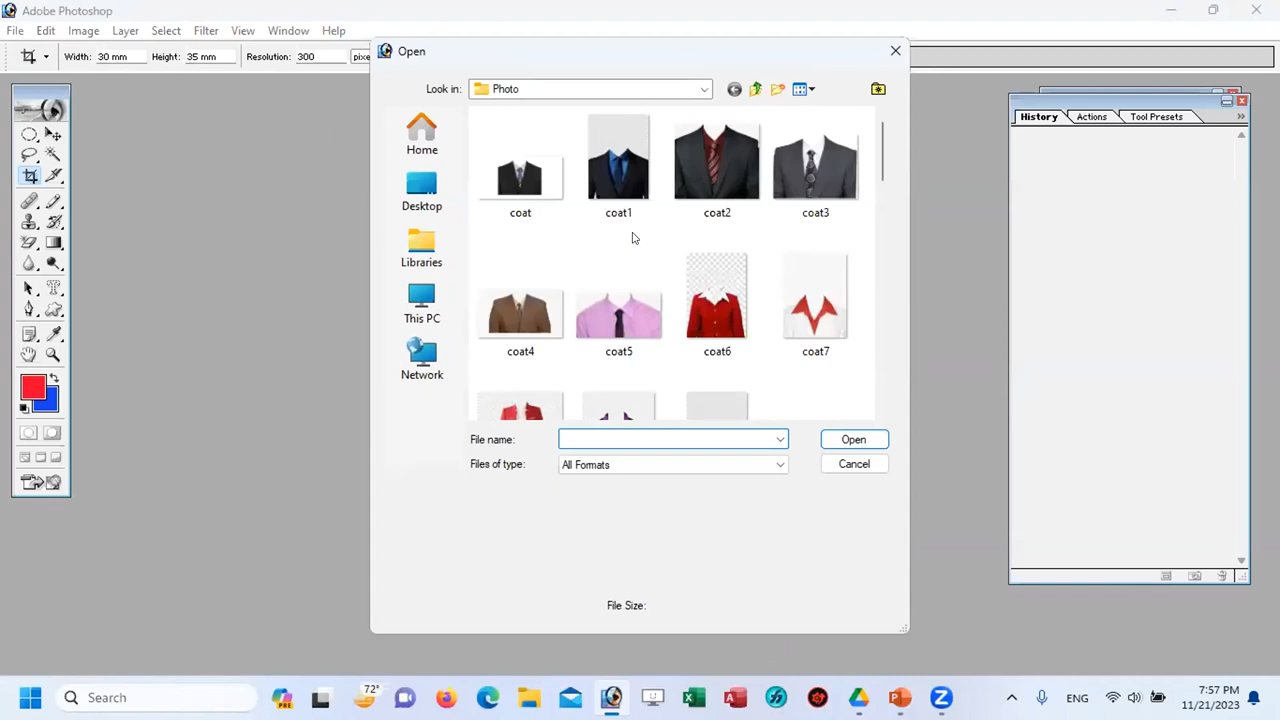 Adobe Photoshop
File Edit Image Layer Select Filter View Window Help
Width: 30 mm Height: 35 mm Resolution: 300 pixe
Open
Look in: Photo
History Actions Tool Presets
Home
Desktop
Libraries
This PC
Network
coat coat1 coat2 coat3
coat4 coat5 coat6 coat7
File name: Open
Files of type: All Formats Cancel
File Size:
Search
PRE
72°
ENG
7:57 PM
11/21/2023